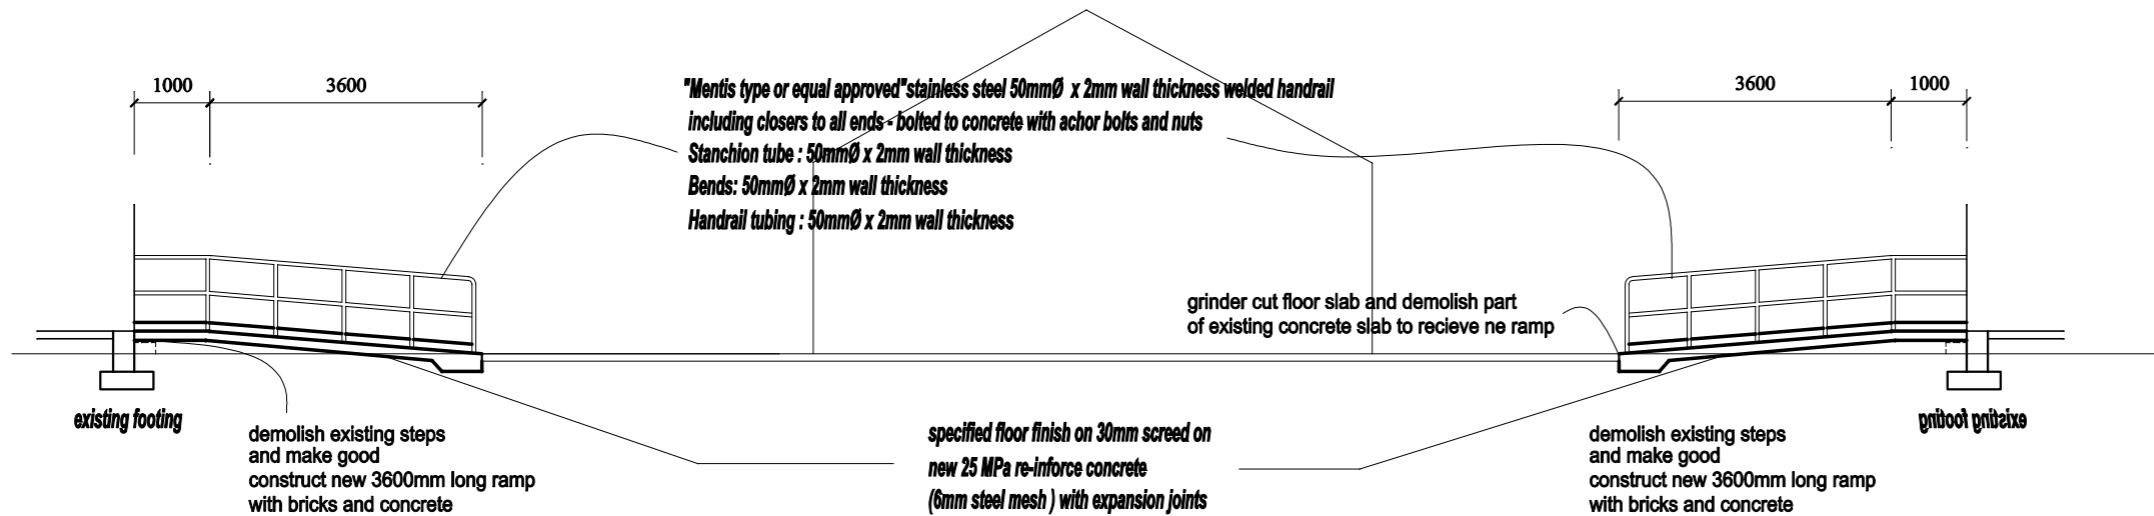 1000
3600
"Mentis type or equal approved"stainless steel 50mmØ x 2mm wall thickness welded handrail
including closers to all ends - bolted to concrete with achor bolts and nuts
Stanchion tube : 50mmØ x 2mm wall thickness
Bends: 50mmØ x 2mm wall thickness
Handrail tubing : 50mmØ x 2mm wall thickness
3600
1000
grinder cut floor slab and demolish part
of existing concrete slab to recieve ne ramp
existing footing
demolish existing steps
and make good
construct new 3600mm long ramp
with bricks and concrete
specified floor finish on 30mm screed on
new 25 MPa re-inforce concrete
(6mm steel mesh ) with expansion joints
existing footing
demolish existing steps
and make good
construct new 3600mm long ramp
with bricks and concrete